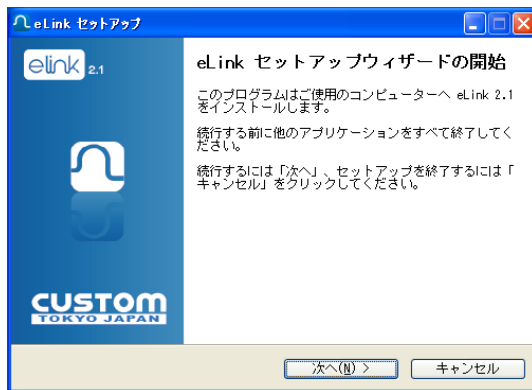 eLink セットアップ
elink 2.1
eLink セットアップウィザードの開始
このプログラムはご使用のコンピューターへ eLink 2.1
をインストールします。
続行する前に他のアプリケーションをすべて終了してく
ださい。
続行するには「次へ」、セットアップを終了するには「
キャンセル」をクリックしてください。
CUSTOM
TOKYO JAPAN
次へ(N) >
キャンセル